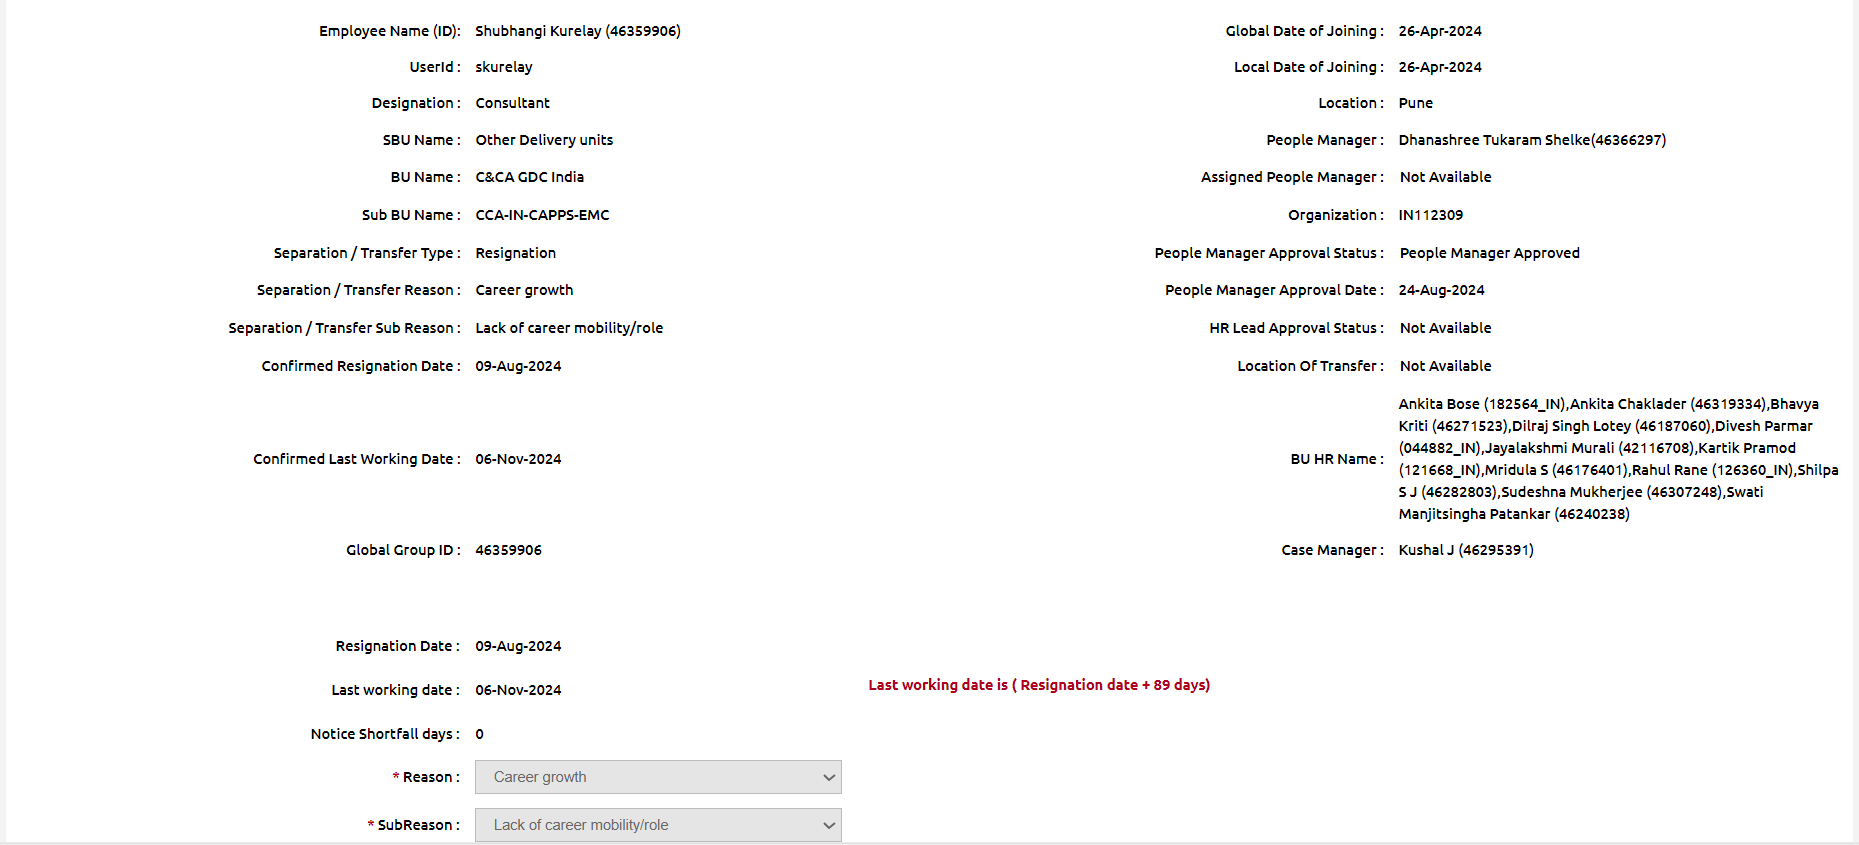 Employee Name (ID): Shubhangi Kurelay (46359906)
Global Date of Joining : 26-Apr-2024
UserId : skurelay
Local Date of Joining : 26-Apr-2024
Designation : Consultant
Location : Pune
SBU Name : Other Delivery units
People Manager : Dhanashree Tukaram Shelke(46366297)
BU Name : C&CA GDC India
Assigned People Manager : Not Available
Sub BU Name : CCA-IN-CAPPS-EMC
Organization : IN112309
Separation / Transfer Type : Resignation
People Manager Approval Status : People Manager Approved
Separation / Transfer Reason : Career growth
People Manager Approval Date : 24-Aug-2024
Separation / Transfer Sub Reason : Lack of career mobility/role
HR Lead Approval Status : Not Available
Confirmed Resignation Date : 09-Aug-2024
Location Of Transfer : Not Available
Confirmed Last Working Date : 06-Nov-2024
BU HR Name :
Ankita Bose (182564_IN),Ankita Chaklader (46319334),Bhavya
Kriti (46271523),Dilraj Singh Lotey (46187060),Divesh Parmar
(044882_IN),Jayalakshmi Murali (42116708),Kartik Pramod
(121668_IN),Mridula S (46176401),Rahul Rane (126360_IN),Shilpa
S J (46282803),Sudeshna Mukherjee (46307248),Swati
Manjitsingha Patankar (46240238)
Global Group ID : 46359906
Case Manager : Kushal J (46295391)
Resignation Date : 09-Aug-2024
Last working date : 06-Nov-2024
Last working date is ( Resignation date + 89 days)
Notice Shortfall days : 0
* Reason : Career growth
* SubReason : Lack of career mobility/role